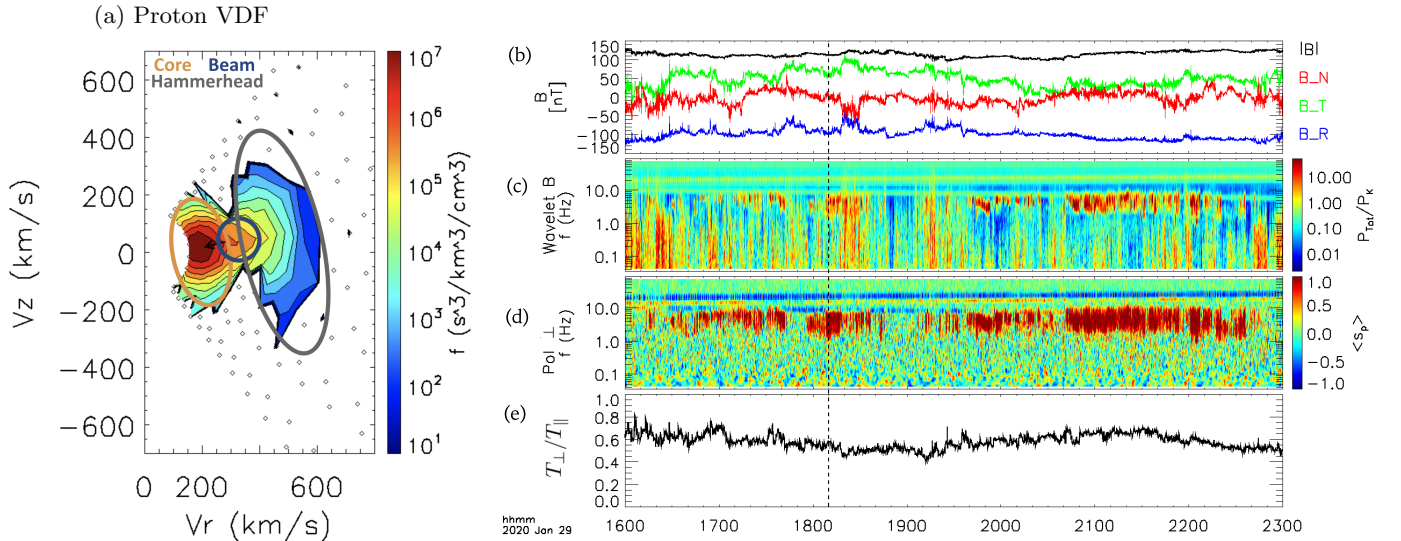 (a) Proton VDF
Core Beam
Hammerhead
600
400
200
0
−200
−400
−600
Vz (km/s)
0 200 600
Vr (km/s)
10^7
10^6
10^5
10^4
10^3
10^2
10^1
f (s^3/km^3/cm^3)
(b)
B
[nT]
150
100
50
0
−50
−100
−150
|B|
B_N
B_T
B_R
(c)
Wavelet B
f (Hz)
10.0
1.0
0.1
10.00
1.00
0.10
0.01
P_Tot/P_K
(d)
Pol ⊥
f (Hz)
10.0
1.0
0.1
1.0
0.5
0.0
−0.5
−1.0
<s_p>
(e)
T⊥/T∥
1.0
0.8
0.6
0.4
0.2
0.0
hhmm
2020 Jan 29
1600 1700 1800 1900 2000 2100 2200 2300